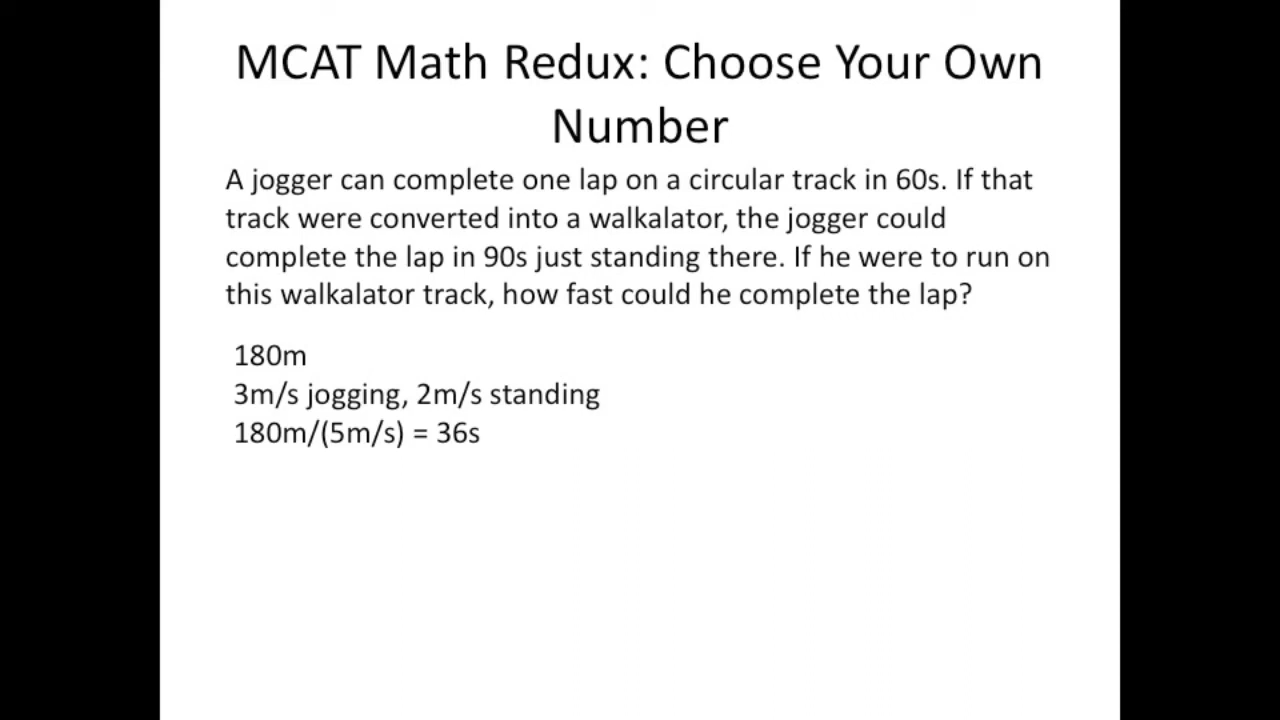 MCAT Math Redux: Choose Your Own
Number
A jogger can complete one lap on a circular track in 60s. If that
track were converted into a walkalator, the jogger could
complete the lap in 90s just standing there. If he were to run on
this walkalator track, how fast could he complete the lap?
180m
3m/s jogging, 2m/s standing
180m/(5m/s) = 36s